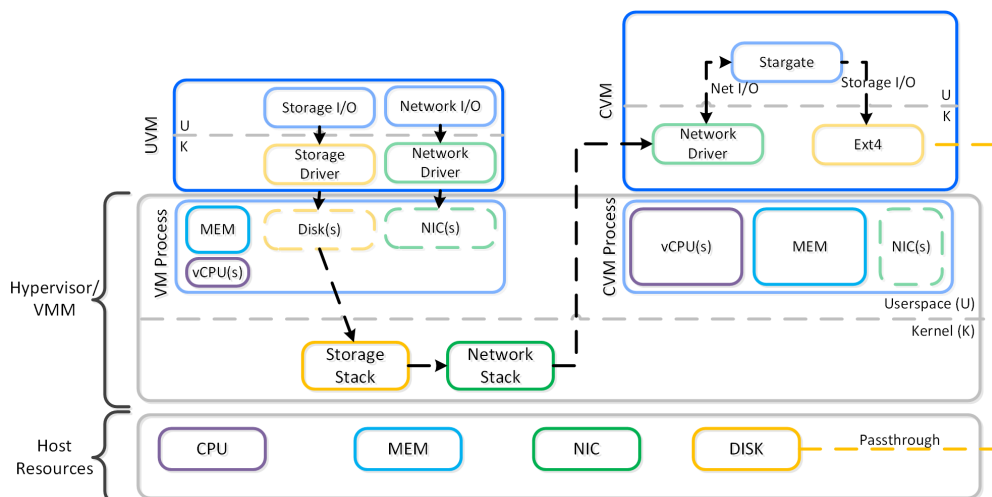 UVM
Storage I/O
Network I/O
U
K
Storage
Driver
Network
Driver
CVM
Stargate
Net I/O
Storage I/O
U
K
Network
Driver
Ext4
Hypervisor/
VMM
VM Process
MEM
vCPU(s)
Disk(s)
NIC(s)
CVM Process
vCPU(s)
MEM
NIC(s)
Userspace (U)
Kernel (K)
Storage
Stack
Network
Stack
Host
Resources
CPU
MEM
NIC
DISK
Passthrough